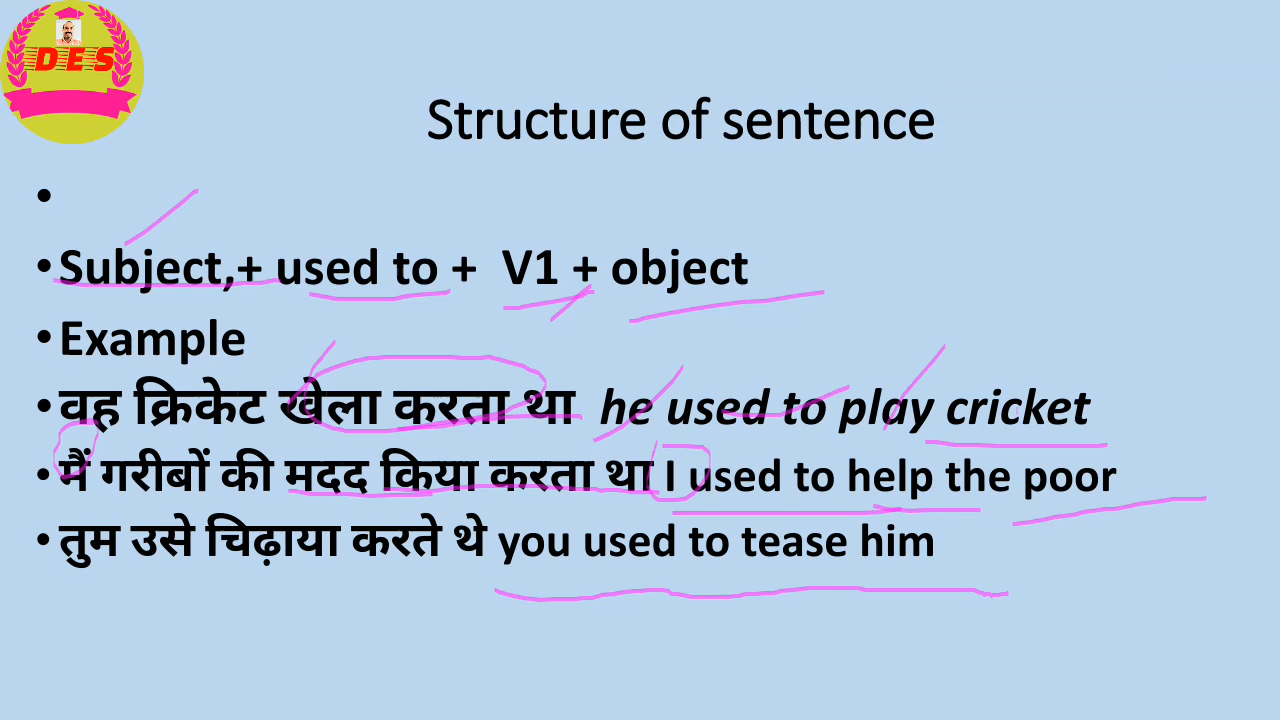 DES
Structure of sentence
•
• Subject,+ used to + V1 + object
• Example
• वह क्रिकेट खेला करता था he used to play cricket
• मैं गरीबों की मदद किया करता था I used to help the poor
• तुम उसे चिढ़ाया करते थे you used to tease him